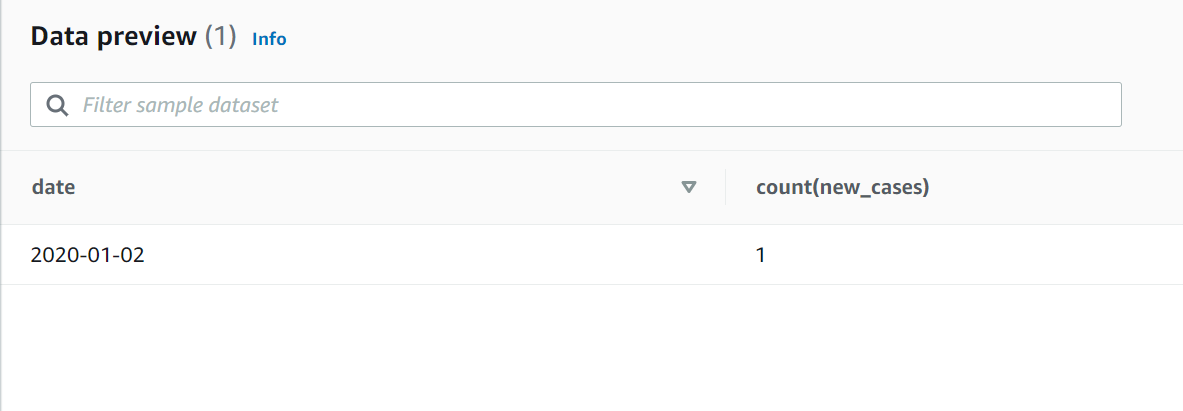 Data preview (1) Info
Filter sample dataset
date count(new_cases)
2020-01-02 1